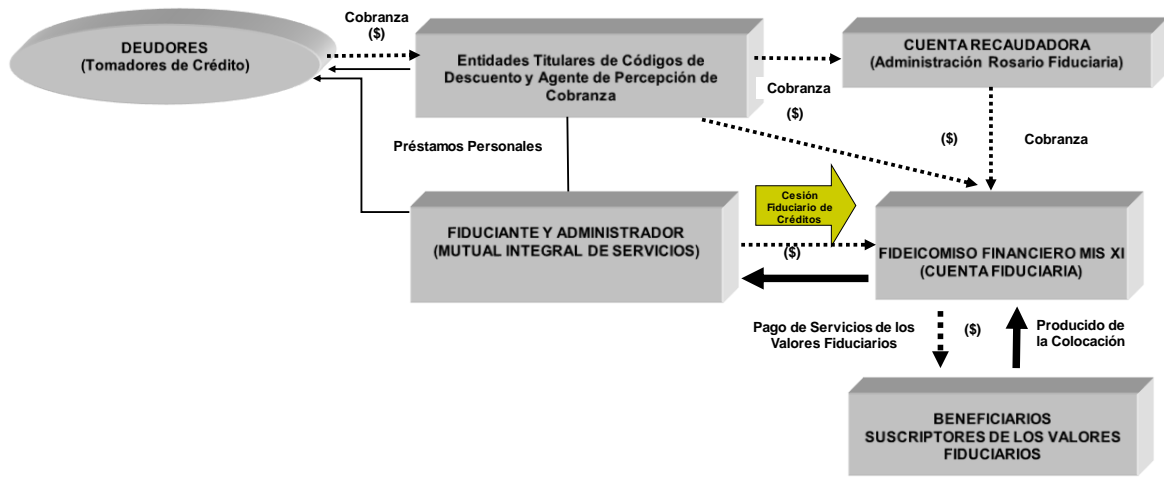 Cobranza
($)
DEUDORES
(Tomadores de Crédito)
Entidades Titulares de Códigos de
Descuento y Agente de Percepción de
Cobranza
CUENTA RECAUDADORA
(Administración Rosario Fiduciaria)
Cobranza
($)
($)
Cobranza
Préstamos Personales
Cesión
Fiduciario de
Créditos
FIDUCIANTE Y ADMINISTRADOR
(MUTUAL INTEGRAL DE SERVICIOS)
($)
FIDEICOMISO FINANCIERO MIS XI
(CUENTA FIDUCIARIA)
Pago de Servicios de los
Valores Fiduciarios
($)
Producido de
la Colocación
BENEFICIARIOS
SUSCRIPTORES DE LOS VALORES
FIDUCIARIOS